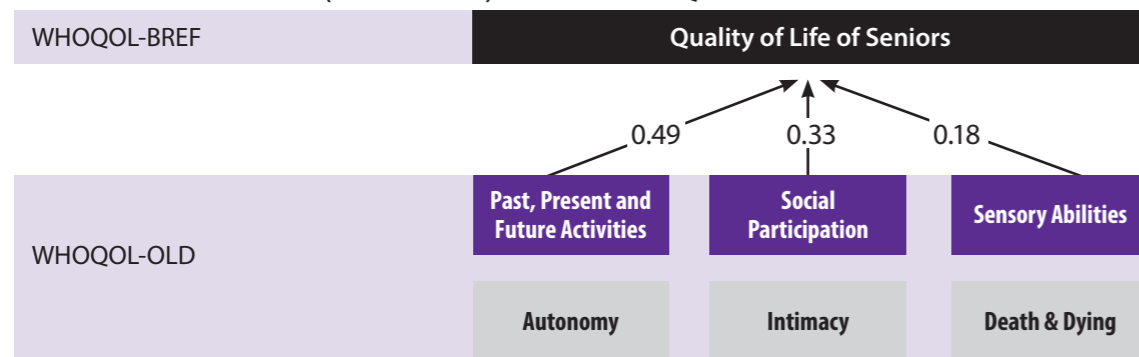 WHOQOL-BREF
Quality of Life of Seniors
0.49
0.33
0.18
Past, Present and
Future Activities
Social
Participation
Sensory Abilities
WHOQOL-OLD
Autonomy
Intimacy
Death & Dying